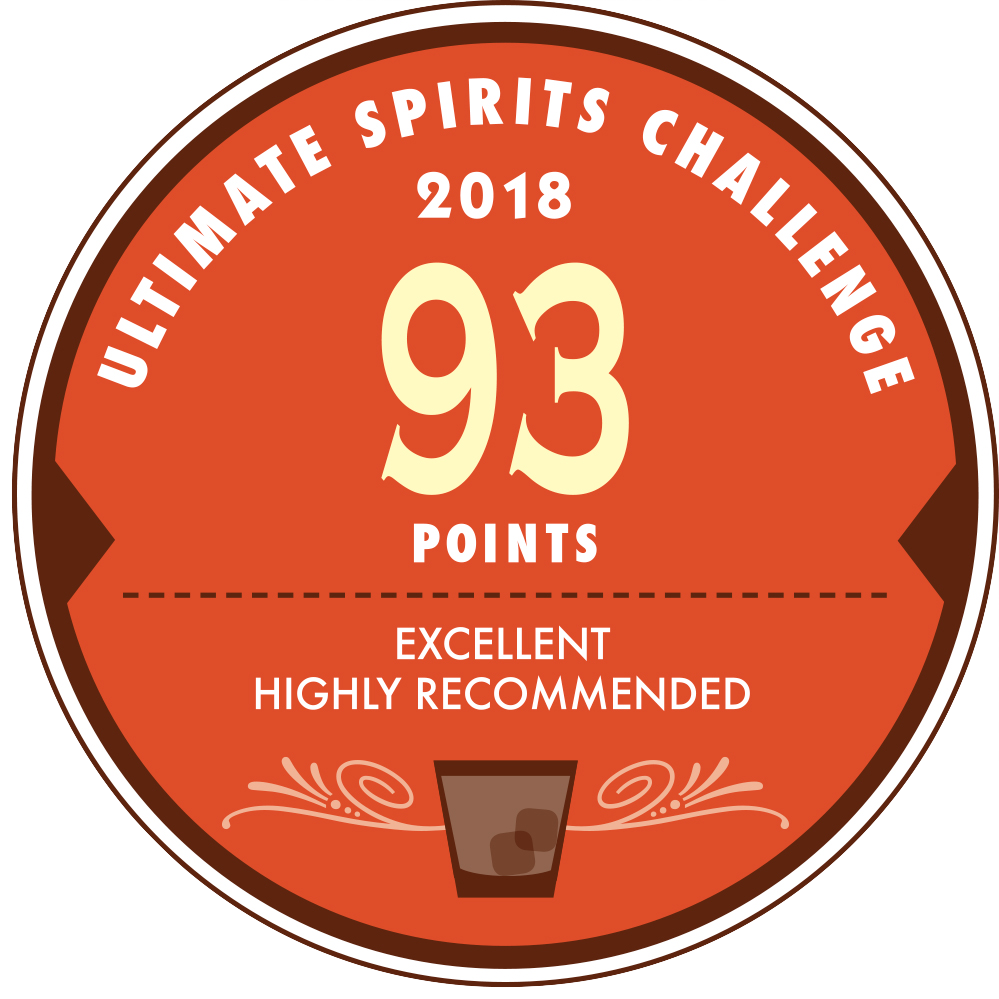 ULTIMATE SPIRITS CHALLENGE
2018
93
POINTS
EXCELLENT
HIGHLY RECOMMENDED